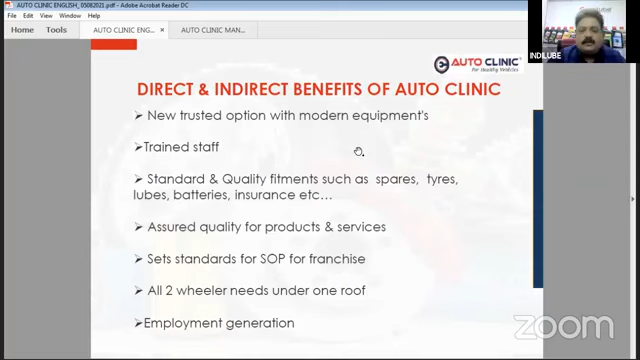 AUTO CLINIC ENGLISH_05082021.pdf - Adobe Acrobat Reader DC
File Edit View Window Help
Home Tools AUTO CLINIC ENG... × AUTO CLINIC MAN...
INDILUBE
AUTO CLINIC
For Healthy Vehicles
DIRECT & INDIRECT BENEFITS OF AUTO CLINIC
➢ New trusted option with modern equipment's
➢Trained staff
➢ Standard & Quality fitments such as spares, tyres,
lubes, batteries, insurance etc...
➢ Assured quality for products & services
➢ Sets standards for SOP for franchise
➢ All 2 wheeler needs under one roof
➢Employment generation
zoom